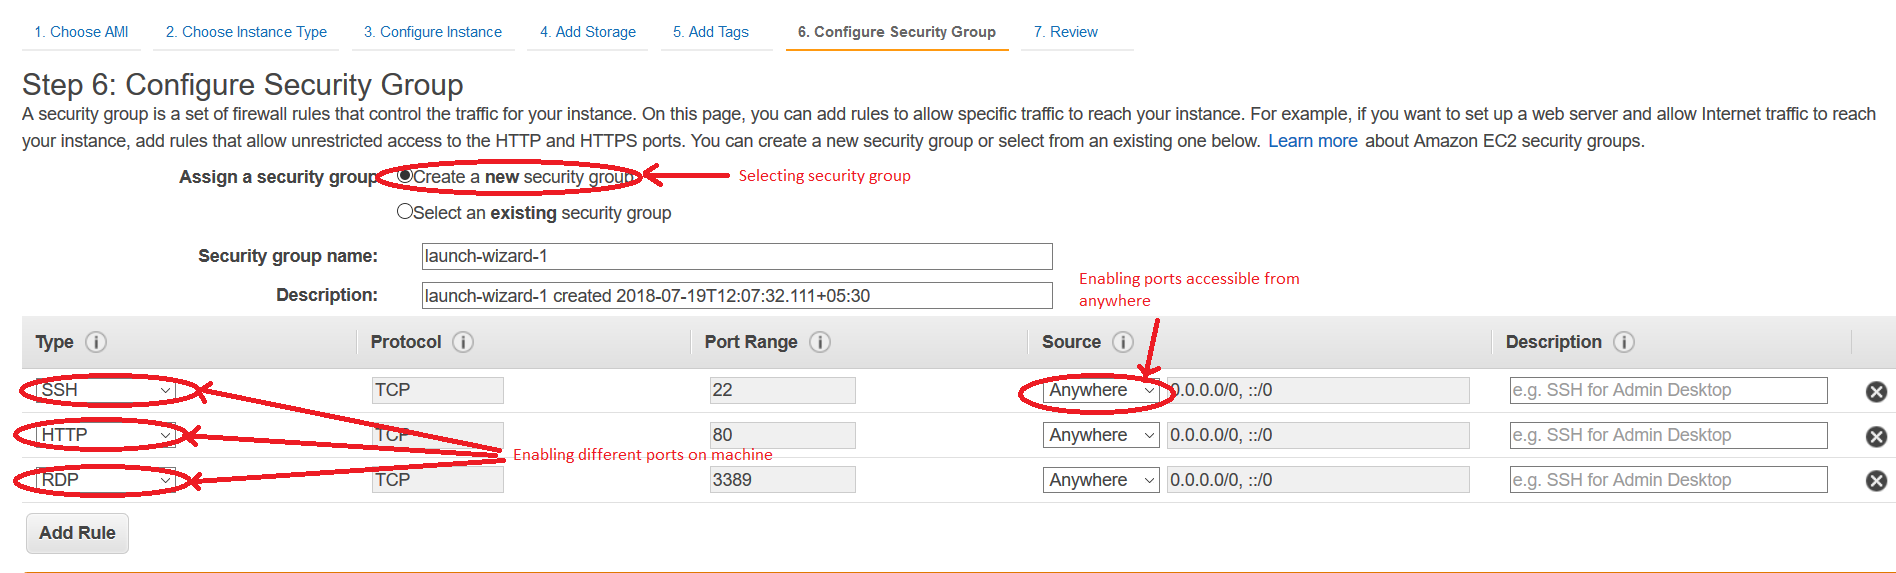 1. Choose AMI 2. Choose Instance Type 3. Configure Instance 4. Add Storage 5. Add Tags 6. Configure Security Group 7. Review
Step 6: Configure Security Group
A security group is a set of firewall rules that control the traffic for your instance. On this page, you can add rules to allow specific traffic to reach your instance. For example, if you want to set up a web server and allow Internet traffic to reach
your instance, add rules that allow unrestricted access to the HTTP and HTTPS ports. You can create a new security group or select from an existing one below. Learn more about Amazon EC2 security groups.
Assign a security group Create a new security group Selecting security group
Select an existing security group
Security group name: launch-wizard-1
Enabling ports accessible from
anywhere
Description: launch-wizard-1 created 2018-07-19T12:07:32.111+05:30
Type Protocol Port Range Source Description
SSH TCP 22 Anywhere 0.0.0.0/0, ::/0 e.g. SSH for Admin Desktop
HTTP TCP 80 Anywhere 0.0.0.0/0, ::/0 e.g. SSH for Admin Desktop
Enabling different ports on machine
RDP TCP 3389 Anywhere 0.0.0.0/0, ::/0 e.g. SSH for Admin Desktop
Add Rule